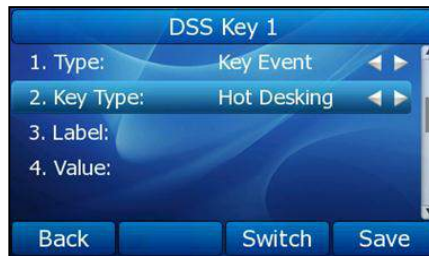 DSS Key 1
1. Type: Key Event
2. Key Type: Hot Desking
3. Label:
4. Value:
Back Switch Save